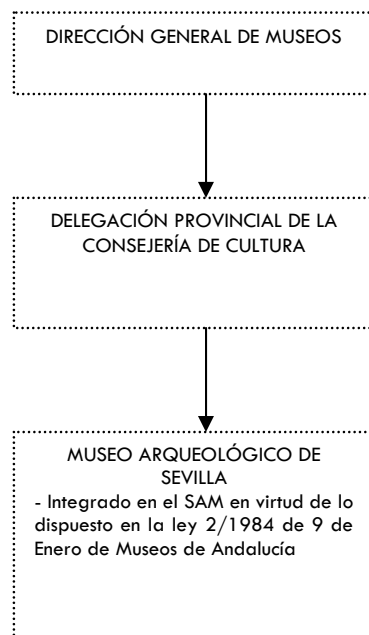 DIRECCIÓN GENERAL DE MUSEOS
DELEGACIÓN PROVINCIAL DE LA
CONSEJERÍA DE CULTURA
MUSEO ARQUEOLÓGICO DE
SEVILLA
- Integrado en el SAM en virtud de lo
dispuesto en la ley 2/1984 de 9 de
Enero de Museos de Andalucía